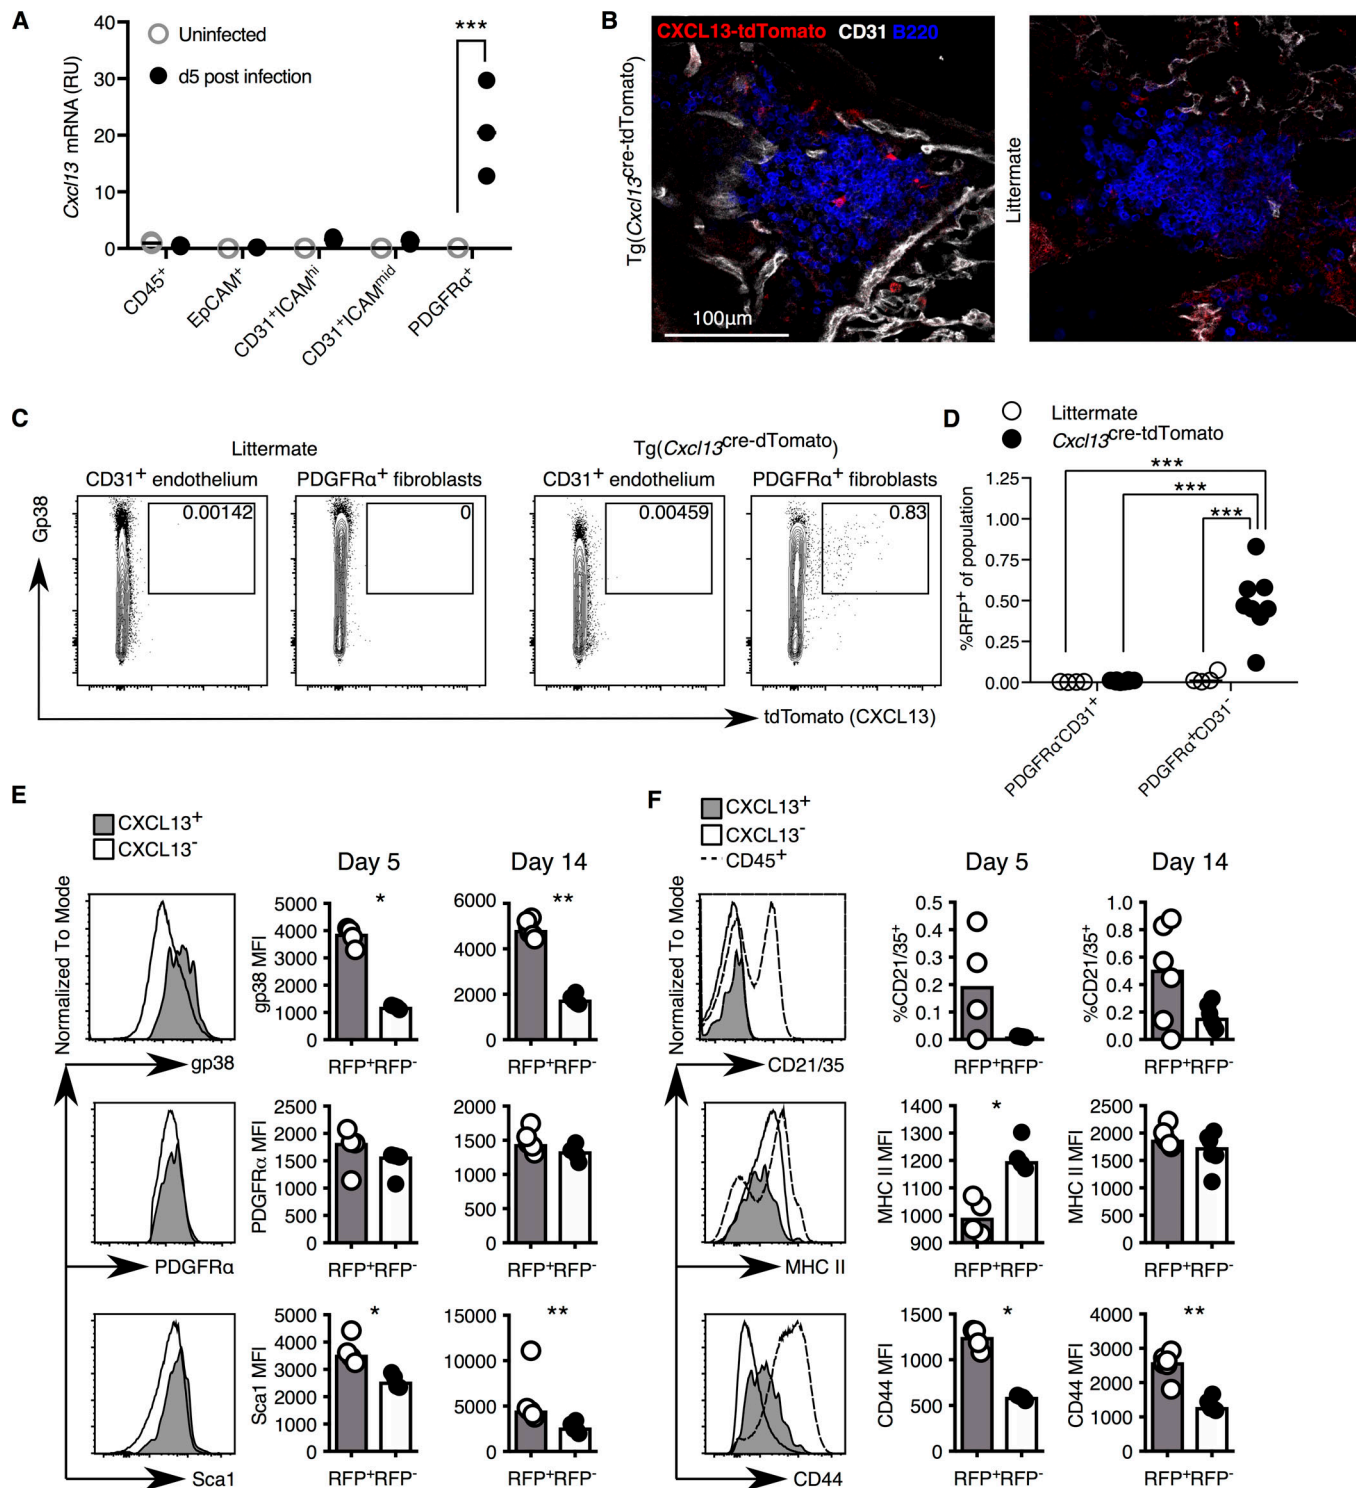 A
Cxcl13 mRNA (RU)
40
30
20
10
0
Uninfected
d5 post infection
***
CD45+
EpCAM+
CD31+ICAMhi
CD31+ICAMmid
PDGFRα+
B
Tg(Cxcl13cre-tdTomato)
CXCL13-tdTomato CD31 B220
100µm
Littermate
C
Littermate
Tg(Cxcl13cre-dTomato)
CD31+ endothelium
PDGFRα+ fibroblasts
CD31+ endothelium
PDGFRα+ fibroblasts
Gp38
0.00142
0
0.00459
0.83
tdTomato (CXCL13)
D
Littermate
Cxcl13cre-tdTomato
%RFP+ of population
1.25
1.00
0.75
0.50
0.25
0.00
***
***
***
PDGFRα-CD31+
PDGFRα+CD31-
E
CXCL13+
CXCL13-
Day 5
Day 14
Normalized To Mode
gp38
gp38 MFI
5000
4000
3000
2000
1000
0
*
RFP+RFP-
6000
4000
2000
0
**
RFP+RFP-
PDGFRα
PDGFRα MFI
2500
2000
1500
1000
500
0
RFP+RFP-
2000
1500
1000
500
0
RFP+RFP-
Sca1
Sca1 MFI
5000
4000
3000
2000
1000
0
*
RFP+RFP-
15000
10000
5000
0
**
RFP+RFP-
F
CXCL13+
CXCL13-
CD45+
Day 5
Day 14
Normalized To Mode
CD21/35
%CD21/35+
0.5
0.4
0.3
0.2
0.1
0.0
RFP+RFP-
%CD21/35+
1.0
0.8
0.6
0.4
0.2
0.0
RFP+RFP-
MHC II
MHC II MFI
1400
1300
1200
1100
1000
900
*
RFP+RFP-
MHC II MFI
2500
2000
1500
1000
500
0
RFP+RFP-
CD44
CD44 MFI
1500
1000
500
0
*
RFP+RFP-
CD44 MFI
4000
3000
2000
1000
0
**
RFP+RFP-